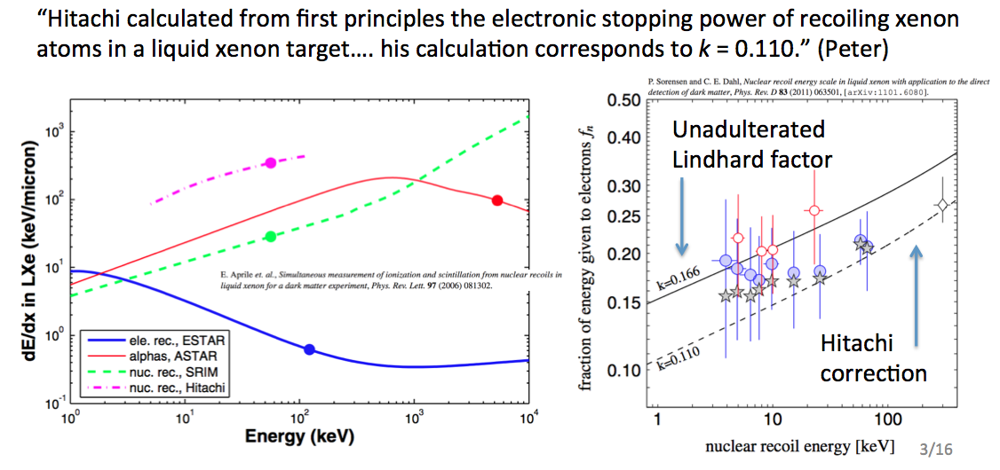 “Hitachi calculated from first principles the electronic stopping power of recoiling xenon
atoms in a liquid xenon target.... his calculation corresponds to k = 0.110.” (Peter)
P. Sorensen and C. E. Dahl, Nuclear recoil energy scale in liquid xenon with application to the direct
detection of dark matter, Phys. Rev. D 83 (2011) 063501, [arXiv:1101.6080].
dE/dx in LXe (keV/micron)
10³
10²
10¹
10⁰
10⁻¹
E. Aprile et. al., Simultaneous measurement of ionization and scintillation from nuclear recoils in
liquid xenon for a dark matter experiment, Phys. Rev. Lett. 97 (2006) 081302.
ele. rec., ESTAR
alphas, ASTAR
nuc. rec., SRIM
nuc. rec., Hitachi
10⁰ 10¹ 10² 10³ 10⁴
Energy (keV)
fraction of energy given to electrons fn
0.50
0.40
0.30
0.25
0.20
0.15
0.10
Unadulterated
Lindhard factor
k=0.166
k=0.110
Hitachi
correction
1 10 100
nuclear recoil energy [keV]
3/16